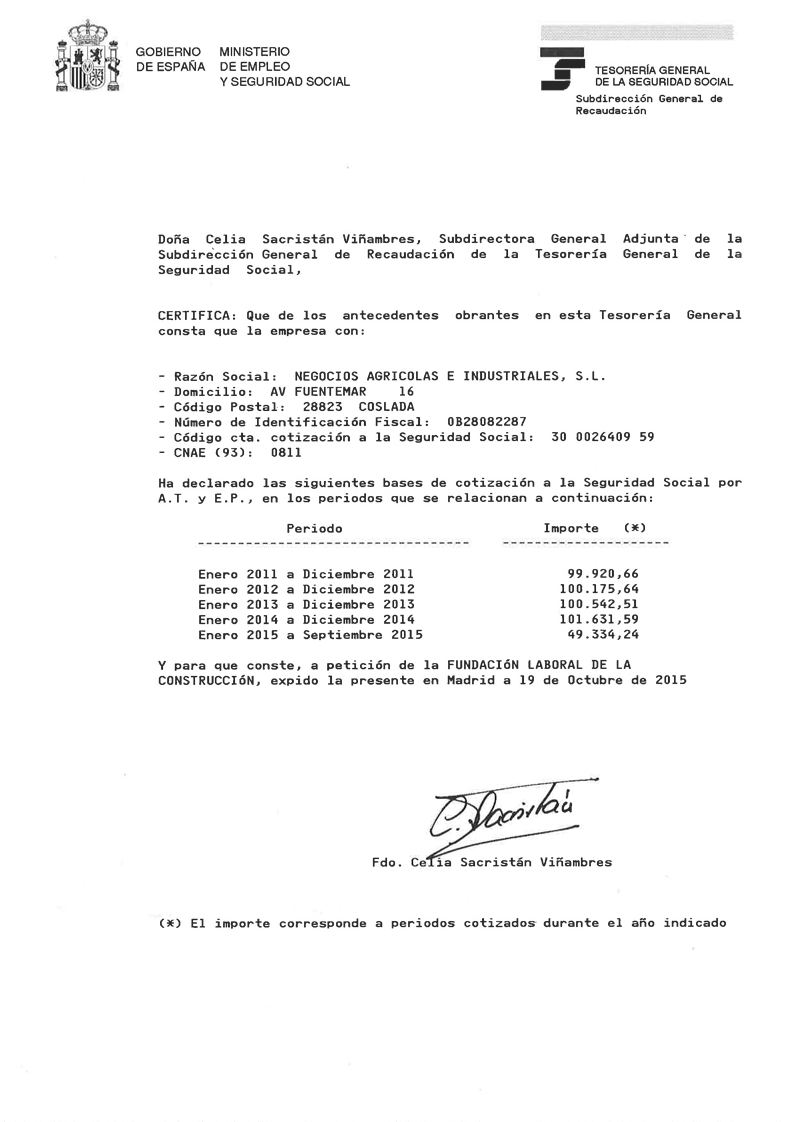 GOBIERNO MINISTERIO
DE ESPAÑA DE EMPLEO
Y SEGURIDAD SOCIAL
TESORERÍA GENERAL
DE LA SEGURIDAD SOCIAL
Subdirección General de
Recaudación
Doña Celia Sacristán Viñambres, Subdirectora General Adjunta de la
Subdirección General de Recaudación de la Tesorería General de la
Seguridad Social,
CERTIFICA: Que de los antecedentes obrantes en esta Tesorería General
consta que la empresa con:
- Razón Social: NEGOCIOS AGRICOLAS E INDUSTRIALES, S.L.
- Domicilio: AV FUENTEMAR 16
- Código Postal: 28823 COSLADA
- Número de Identificación Fiscal: 0B28082287
- Código cta. cotización a la Seguridad Social: 30 0026409 59
- CNAE (93): 0811
Ha declarado las siguientes bases de cotización a la Seguridad Social por
A.T. y E.P., en los periodos que se relacionan a continuación:
Periodo Importe (*)
Enero 2011 a Diciembre 2011 99.920,66
Enero 2012 a Diciembre 2012 100.175,64
Enero 2013 a Diciembre 2013 100.542,51
Enero 2014 a Diciembre 2014 101.631,59
Enero 2015 a Septiembre 2015 49.334,24
Y para que conste, a petición de la FUNDACIóN LABORAL DE LA
CONSTRUCCIóN, expido la presente en Madrid a 19 de Octubre de 2015
C. Sacristán
Fdo. Celia Sacristán Viñambres
(*) El importe corresponde a periodos cotizados durante el año indicado